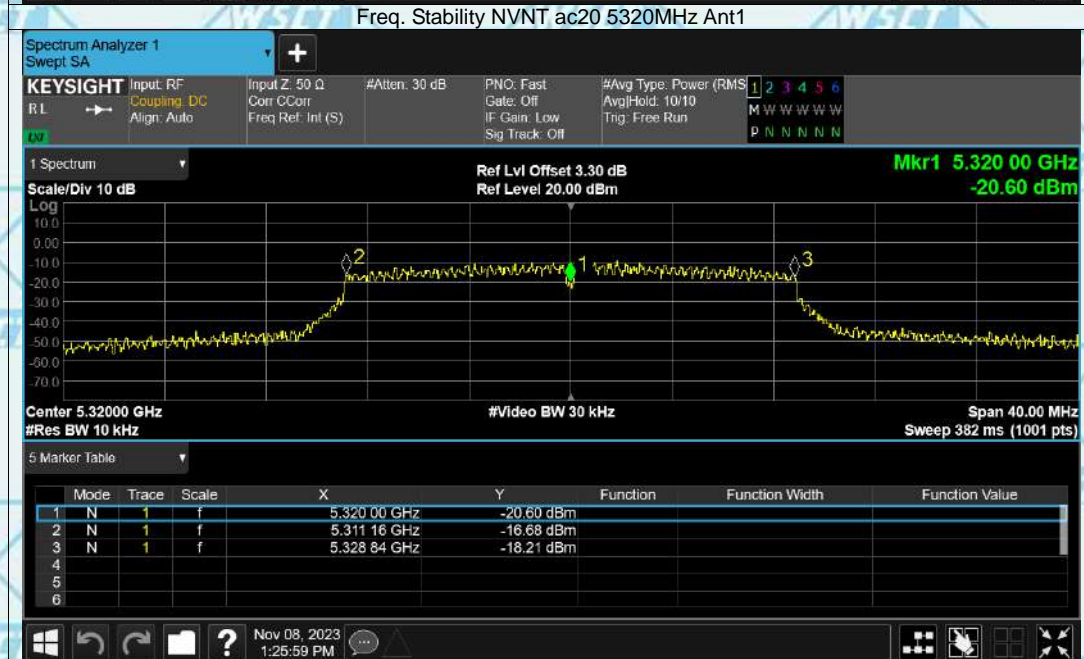 Freq. Stability NVNT ac20 5320MHz Ant1
Spectrum Analyzer 1
Swept SA
+
KEYSIGHT
RL
LXI
Input: RF
Coupling: DC
Align: Auto
Input Z: 50 Ω
Corr CCorr
Freq Ref: Int (S)
#Atten: 30 dB
PNO: Fast
Gate: Off
IF Gain: Low
Sig Track: Off
#Avg Type: Power (RMS
Avg|Hold: 10/10
Trig: Free Run
1 2 3 4 5 6
M W W W W W
P N N N N N
1 Spectrum
Scale/Div 10 dB
Ref Lvl Offset 3.30 dB
Ref Level 20.00 dBm
Mkr1 5.320 00 GHz
-20.60 dBm
Log
10.0
0.00
-10.0
-20.0
-30.0
-40.0
-50.0
-60.0
-70.0
2
1
3
Center 5.32000 GHz
#Res BW 10 kHz
#Video BW 30 kHz
Span 40.00 MHz
Sweep 382 ms (1001 pts)
5 Marker Table
Mode Trace Scale X Y Function Function Width Function Value
1 N 1 f 5.320 00 GHz -20.60 dBm
2 N 1 f 5.311 16 GHz -16.68 dBm
3 N 1 f 5.328 84 GHz -18.21 dBm
4
5
6
?
Nov 08, 2023
1:25:59 PM